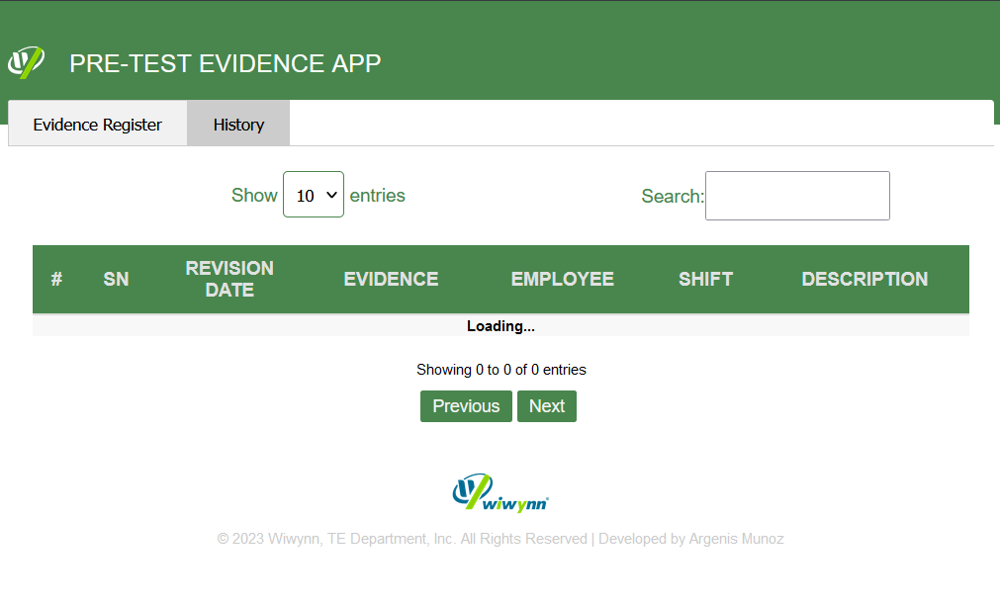 PRE-TEST EVIDENCE APP
Evidence Register History
Show 10 entries Search:
# SN REVISION DATE EVIDENCE EMPLOYEE SHIFT DESCRIPTION
Loading...
Showing 0 to 0 of 0 entries
Previous Next
wiwynn
© 2023 Wiwynn, TE Department, Inc. All Rights Reserved | Developed by Argenis Munoz